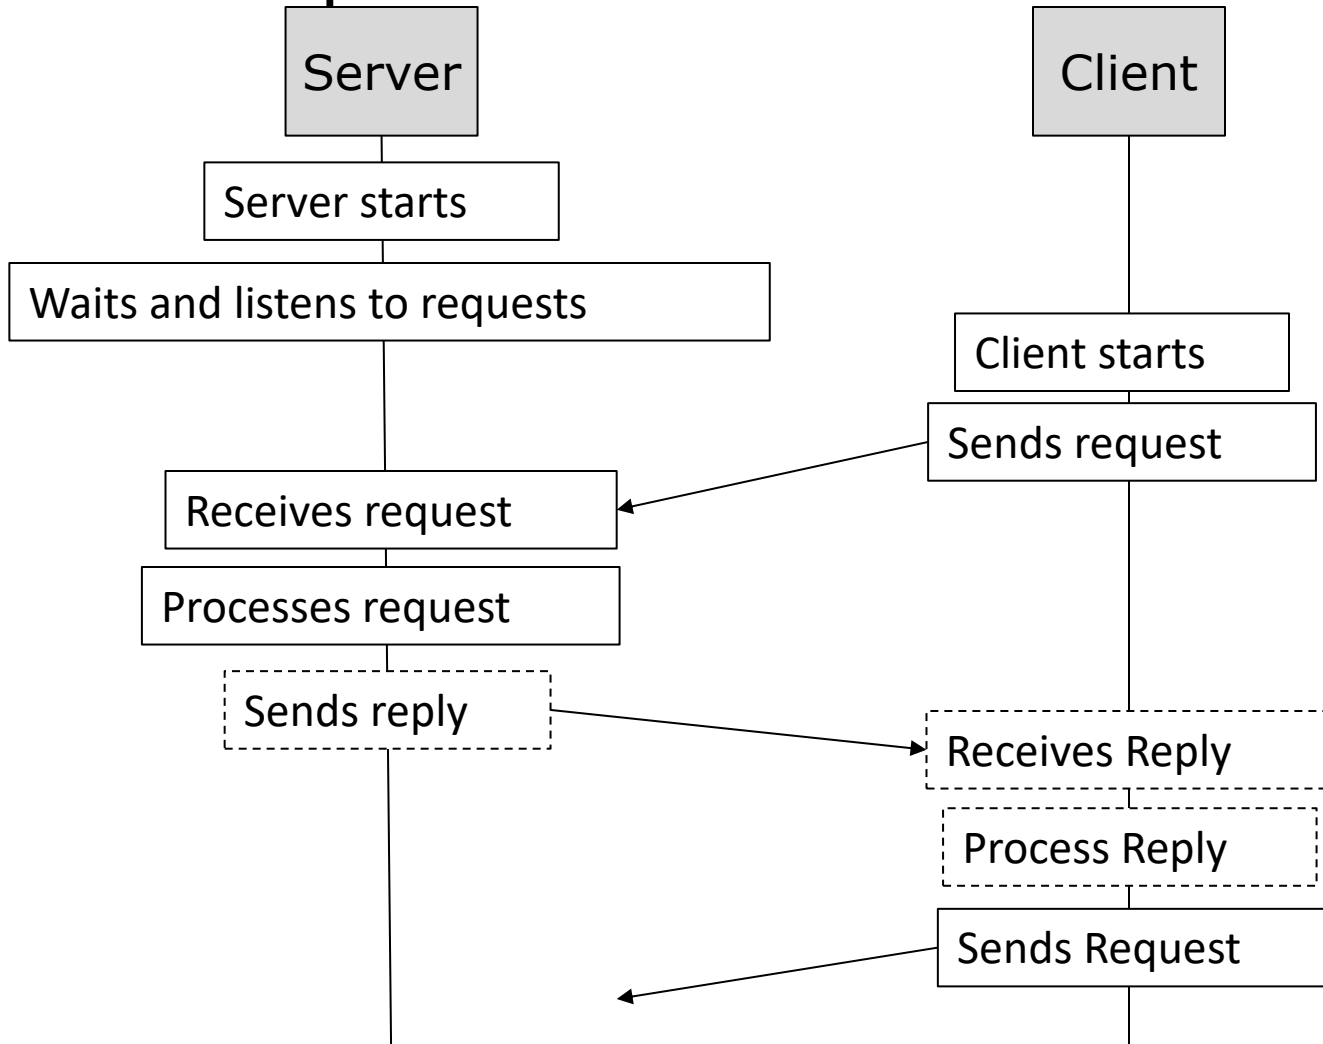 Server
Client
Server starts
Waits and listens to requests
Client starts
Sends request
Receives request
Processes request
Sends reply
Receives Reply
Process Reply
Sends Request